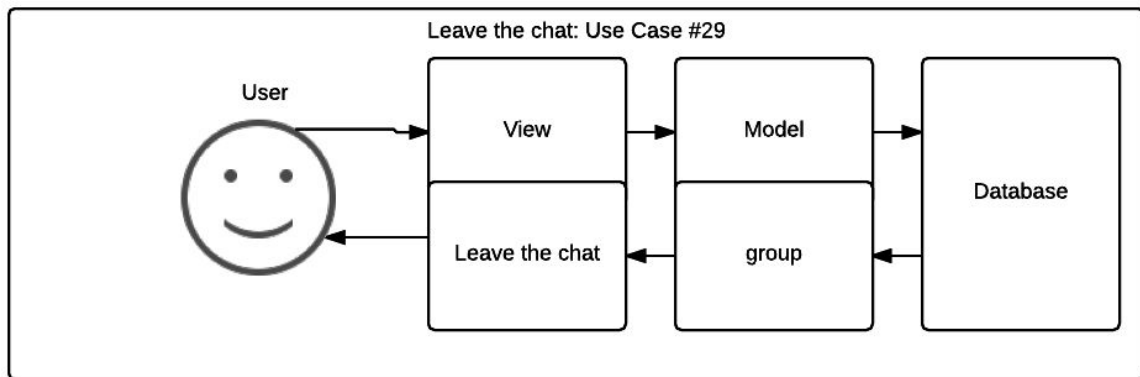 Leave the chat: Use Case #29
User
View
Model
Database
Leave the chat
group